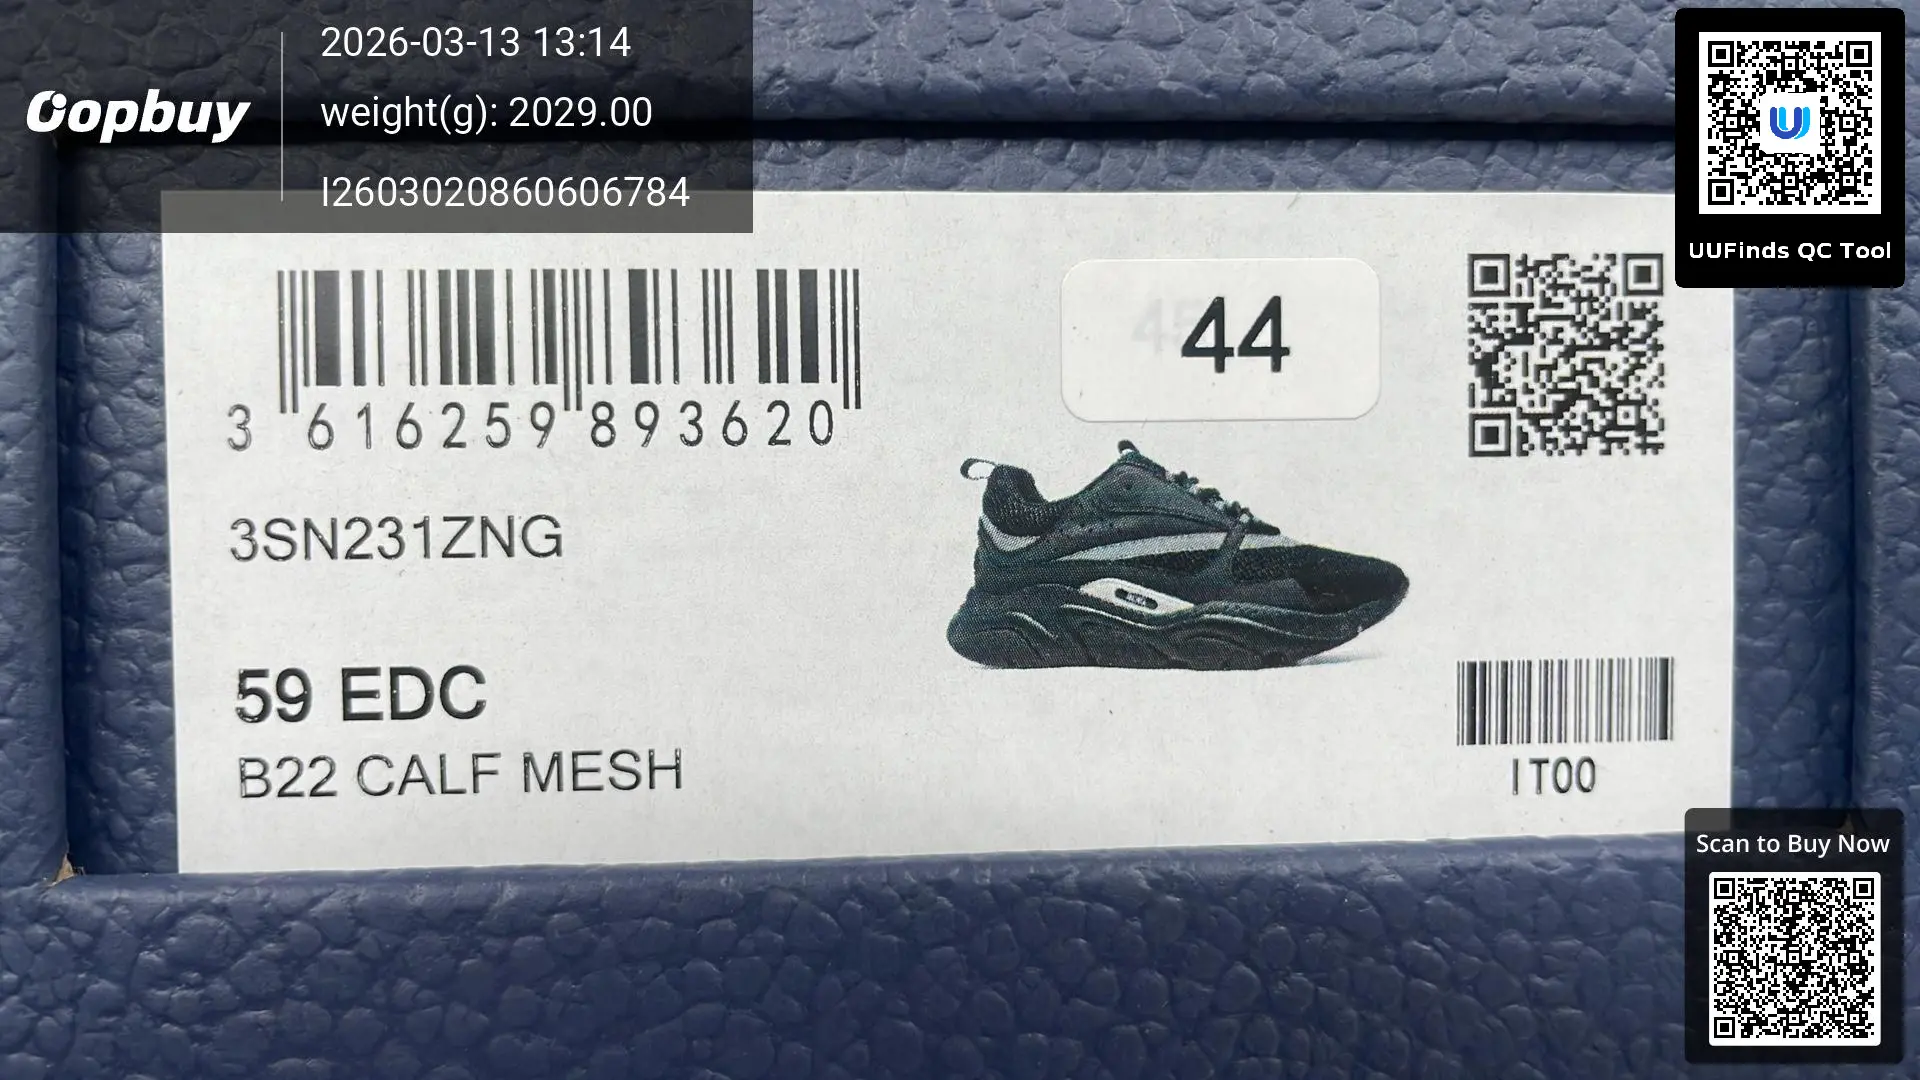 Oopbuy
2026-03-13 13:14
weight(g): 2029.00
I2603020860606784
UUFinds QC Tool
44
3 616259 893620
3SN231ZNG
59 EDC
B22 CALF MESH
IT00
Scan to Buy Now